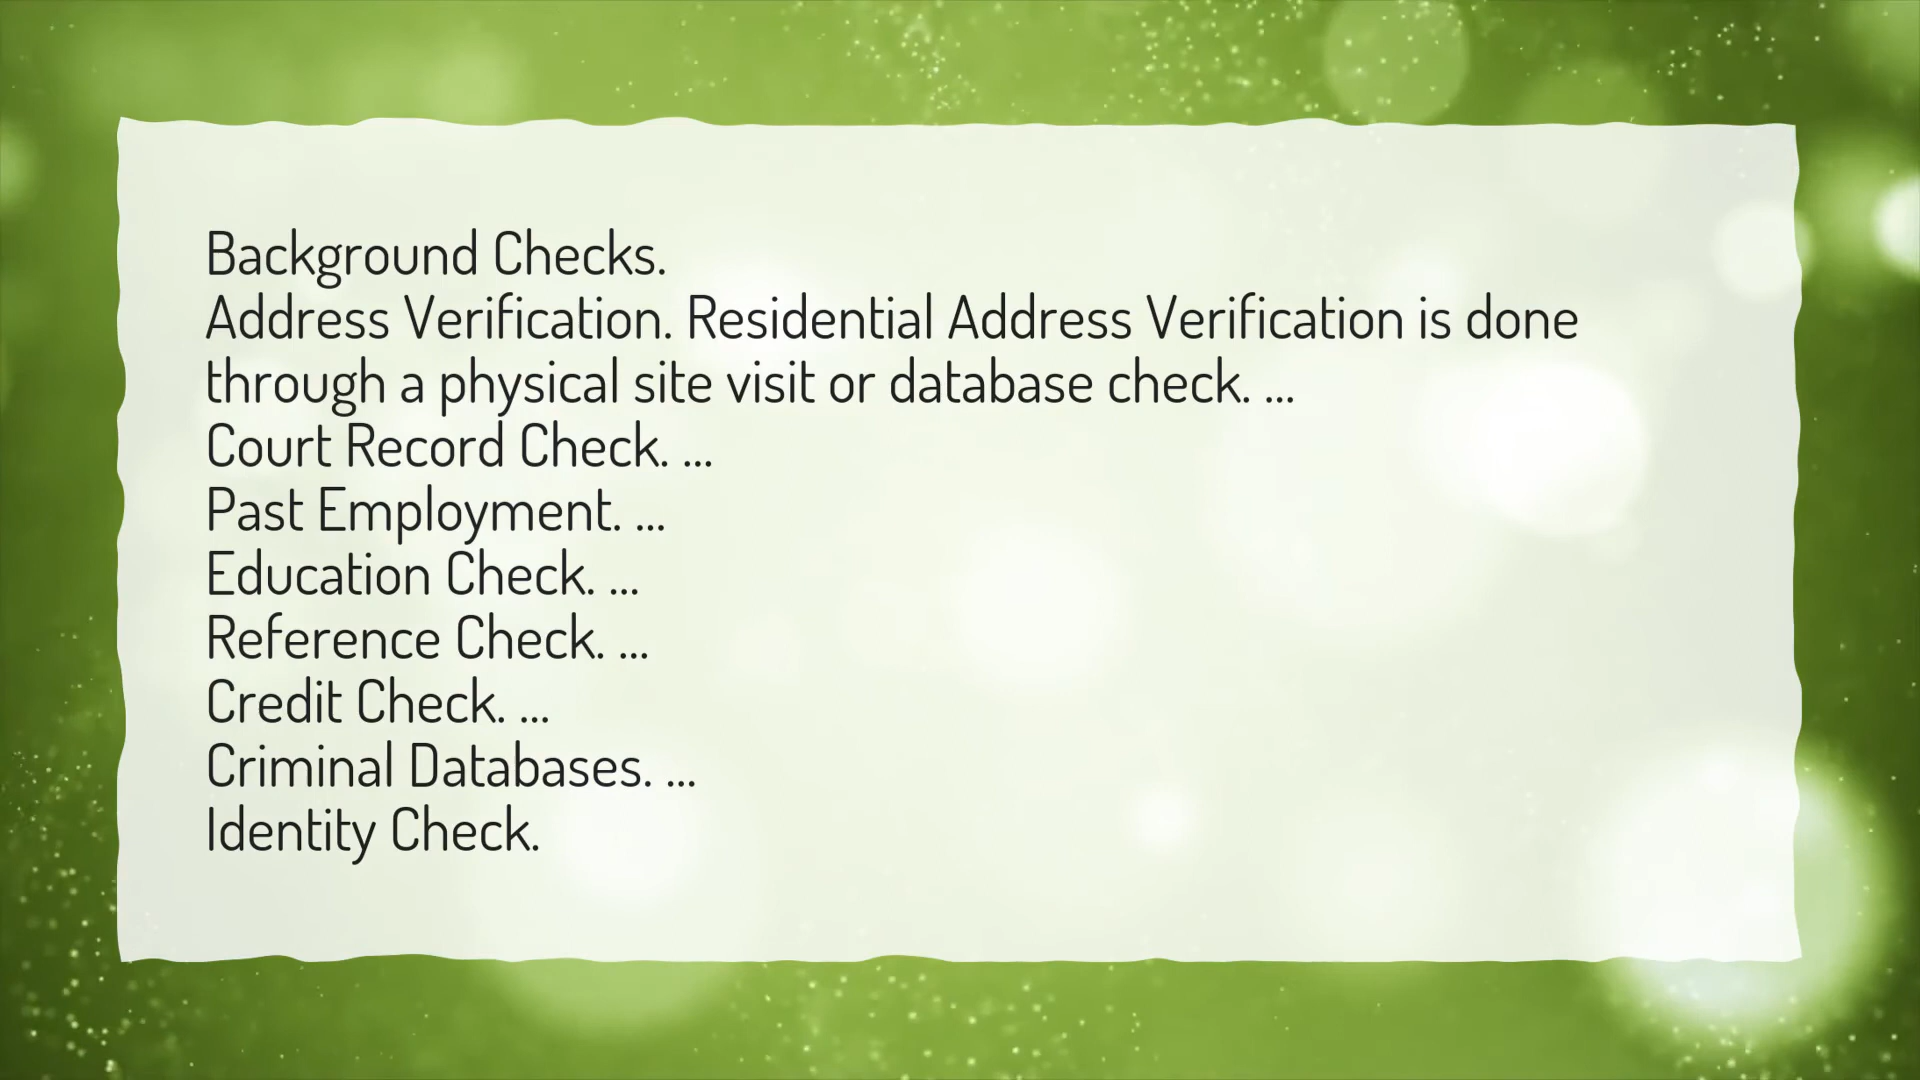 Background Checks.
Address Verification. Residential Address Verification is done
through a physical site visit or database check. ...
Court Record Check. ...
Past Employment. ...
Education Check. ...
Reference Check. ...
Credit Check. ...
Criminal Databases. ...
Identity Check.